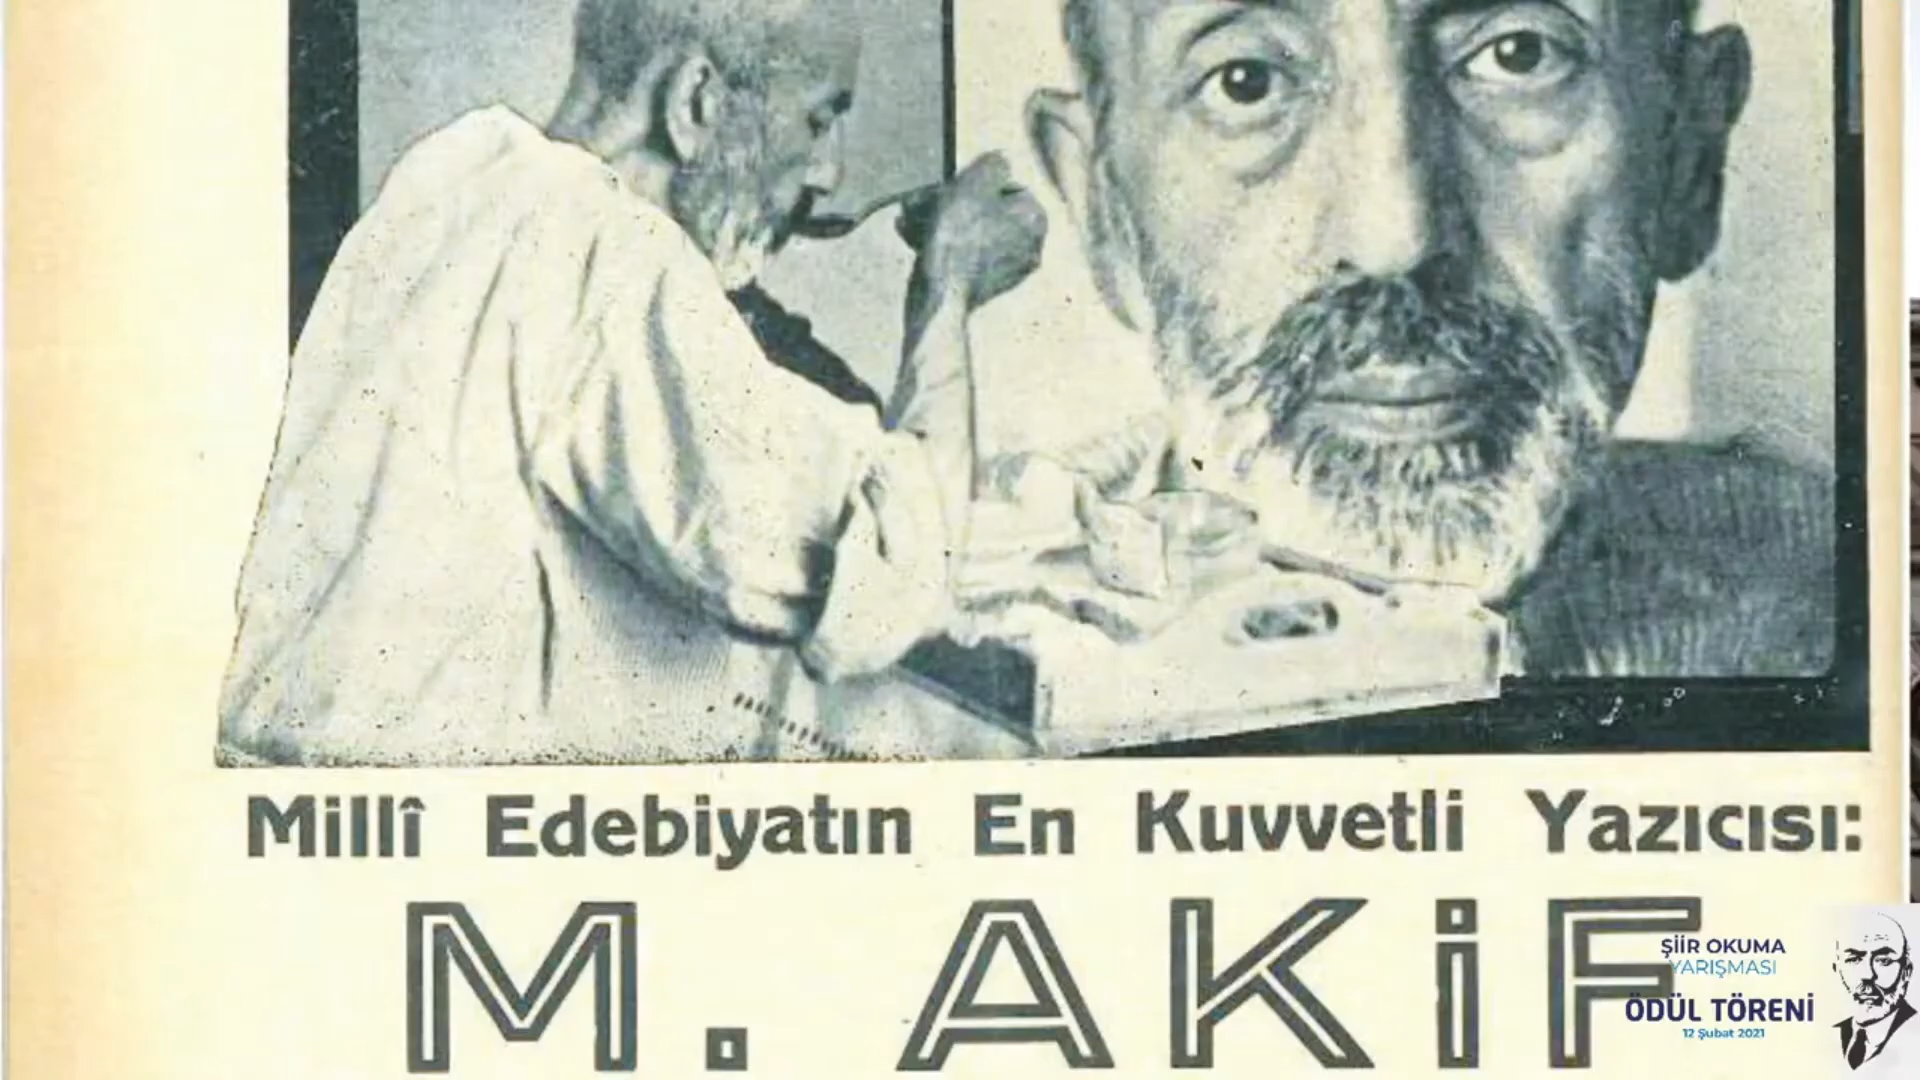 Millî Edebiyatın En Kuvvetli Yazıcısı:
M. AKİF
ŞİİR OKUMA
YARIŞMASI
ÖDÜL TÖRENİ
12 Şubat 2021